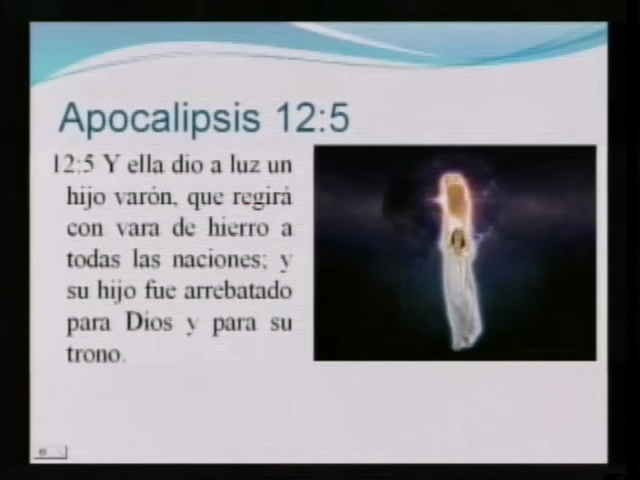 Apocalipsis 12:5
12:5 Y ella dio a luz un
hijo varón, que regirá
con vara de hierro a
todas las naciones; y
su hijo fue arrebatado
para Dios y para su
trono.